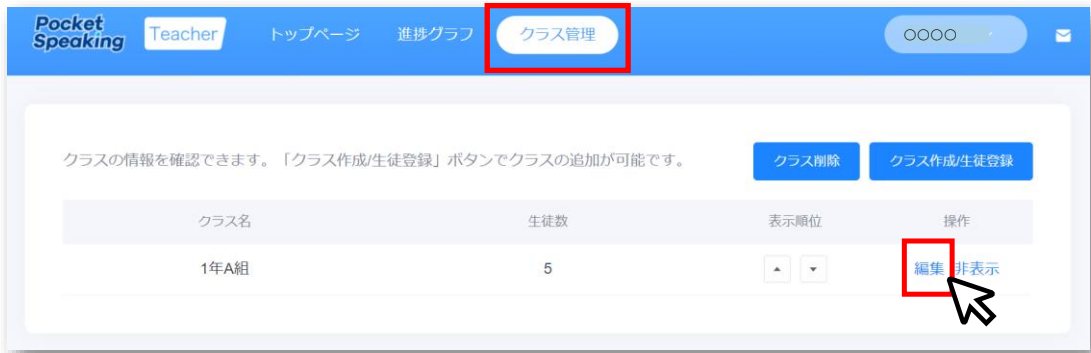 Pocket Speaking Teacher トップページ 進捗グラフ クラス管理 OOOO
クラスの情報を確認できます。「クラス作成/生徒登録」ボタンでクラスの追加が可能です。 クラス削除 クラス作成/生徒登録
クラス名 生徒数 表示順位 操作
1年A組 5 編集 非表示